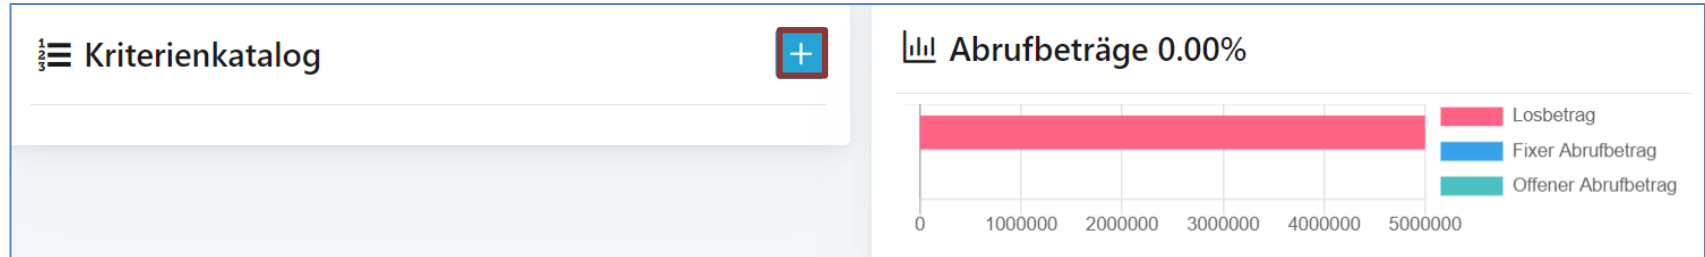 Kriterienkatalog
Abrufbeträge 0.00%
Losbetrag
Fixer Abrufbetrag
Offener Abrufbetrag
0 1000000 2000000 3000000 4000000 5000000